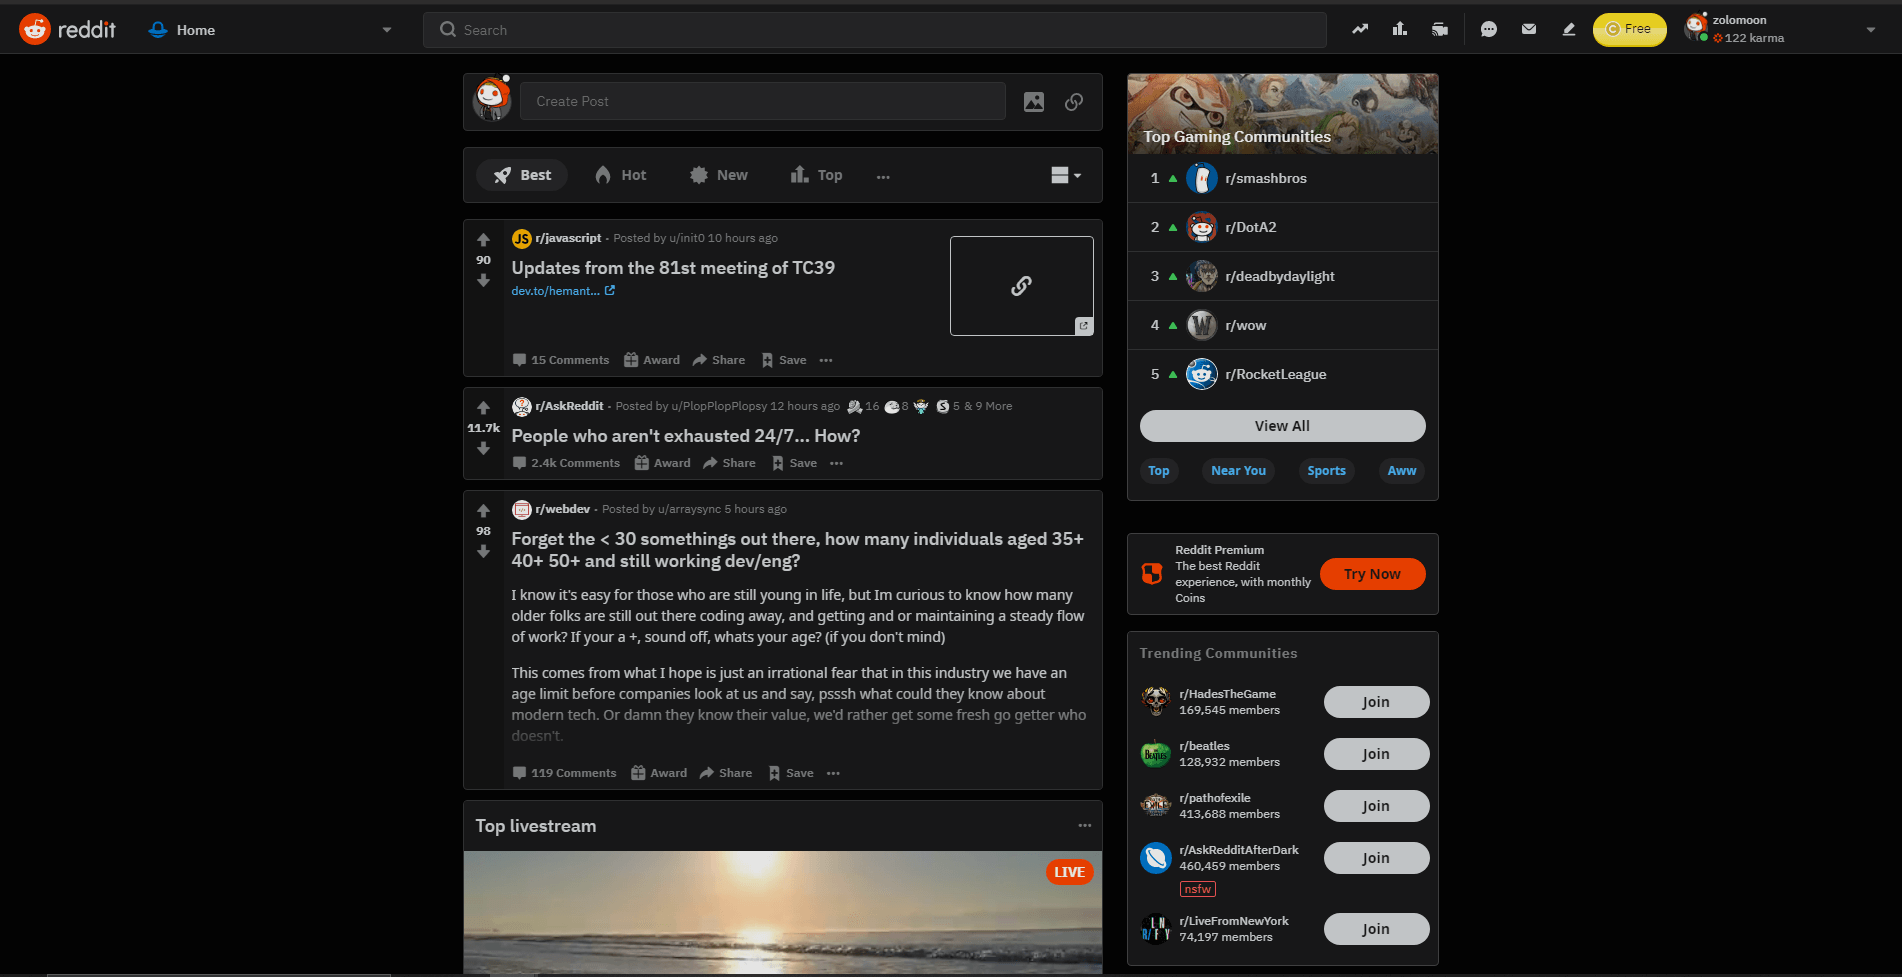 reddit
Home
Search
Free
zolomoon
122 karma
Create Post
Best
Hot
New
Top
JS r/javascript · Posted by u/init0 10 hours ago
90
Updates from the 81st meeting of TC39
dev.to/hemant...
15 Comments Award Share Save
r/AskReddit · Posted by u/PlopPlopPlopsy 12 hours ago 16 8 S 5 & 9 More
11.7k
People who aren't exhausted 24/7... How?
2.4k Comments Award Share Save
r/webdev · Posted by u/arraysync 5 hours ago
98
Forget the < 30 somethings out there, how many individuals aged 35+
40+ 50+ and still working dev/eng?
I know it's easy for those who are still young in life, but Im curious to know how many
older folks are still out there coding away, and getting and or maintaining a steady flow
of work? If your a +, sound off, whats your age? (if you don't mind)
This comes from what I hope is just an irrational fear that in this industry we have an
age limit before companies look at us and say, psssh what could they know about
modern tech. Or damn they know their value, we'd rather get some fresh go getter who
doesn't.
119 Comments Award Share Save
Top livestream
LIVE
Top Gaming Communities
1 r/smashbros
2 r/DotA2
3 r/deadbydaylight
4 W r/wow
5 r/RocketLeague
View All
Top Near You Sports Aww
Reddit Premium
The best Reddit
experience, with monthly
Coins
Try Now
Trending Communities
r/HadesTheGame
169,545 members
Join
r/beatles
128,932 members
Join
r/pathofexile
413,688 members
Join
r/AskRedditAfterDark
460,459 members
nsfw
Join
r/LiveFromNewYork
74,197 members
Join